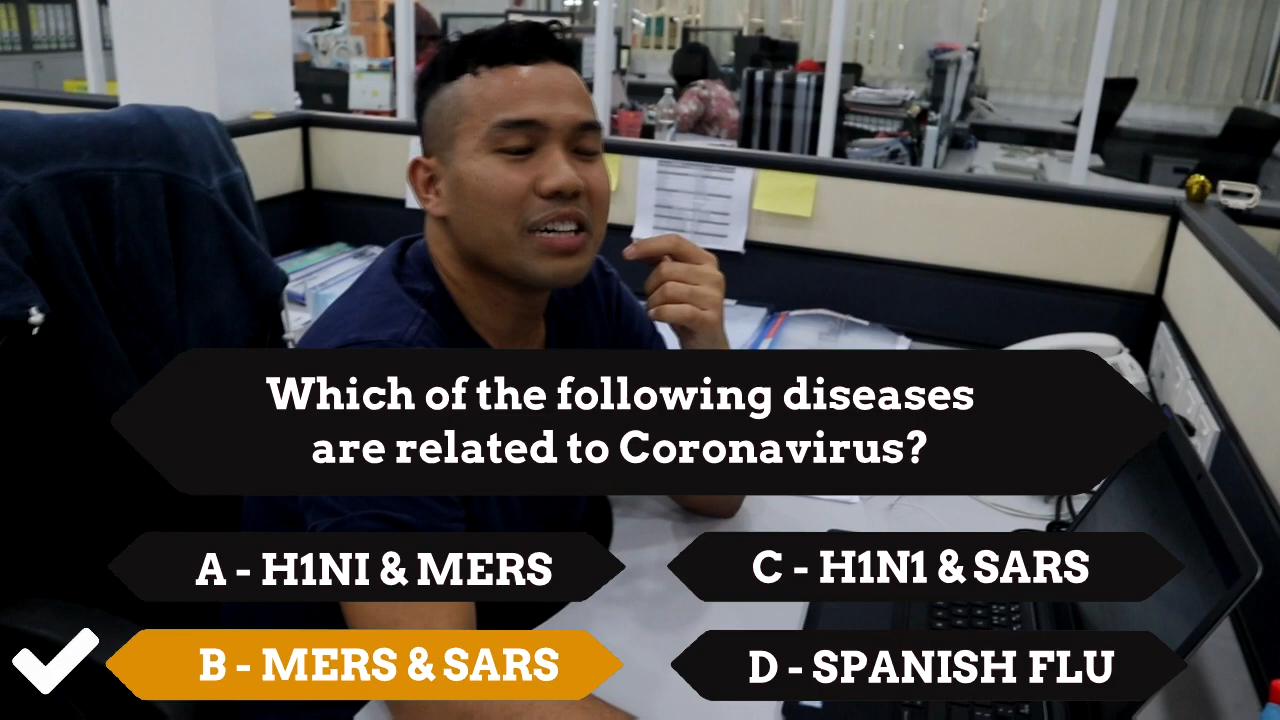 Which of the following diseases
are related to Coronavirus?
A - H1NI & MERS
C - H1N1 & SARS
B - MERS & SARS
D - SPANISH FLU